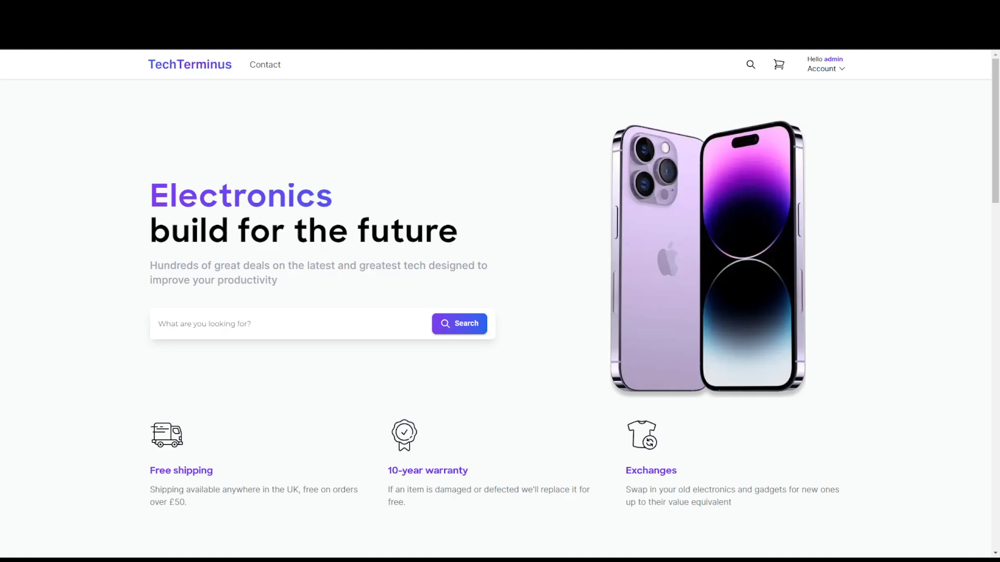 TechTerminus
Contact
Hello admin
Account
Electronics
build for the future
Hundreds of great deals on the latest and greatest tech designed to
improve your productivity
What are you looking for?
Search
Free shipping
Shipping available anywhere in the UK, free on orders
over £50.
10-year warranty
If an item is damaged or defected we'll replace it for
free.
Exchanges
Swap in your old electronics and gadgets for new ones
up to their value equivalent